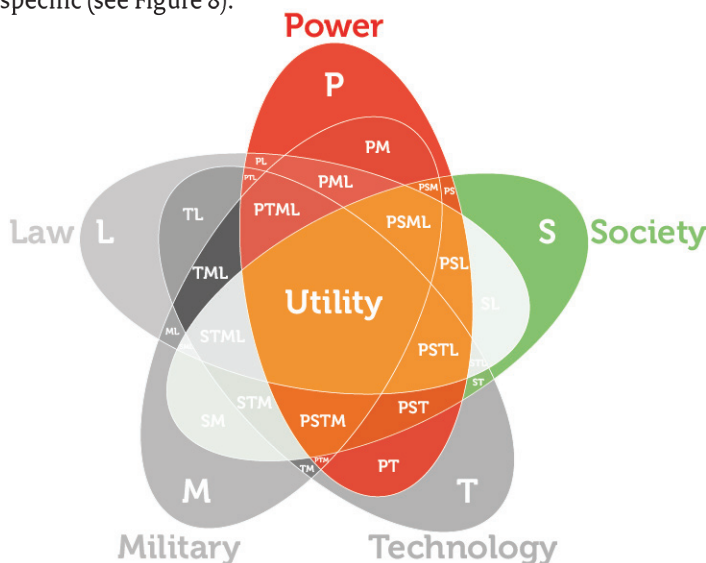 specific (see Figure 8).
Power
P
PM
PL
PTL
PML
PSM
PS
PTML
TL
PSML
Law
L
S
Society
PSL
TML
Utility
SL
ML
STML
PSTL
ST
STM
PST
SM
PSTM
PTM
TM
PT
M
T
Military
Technology